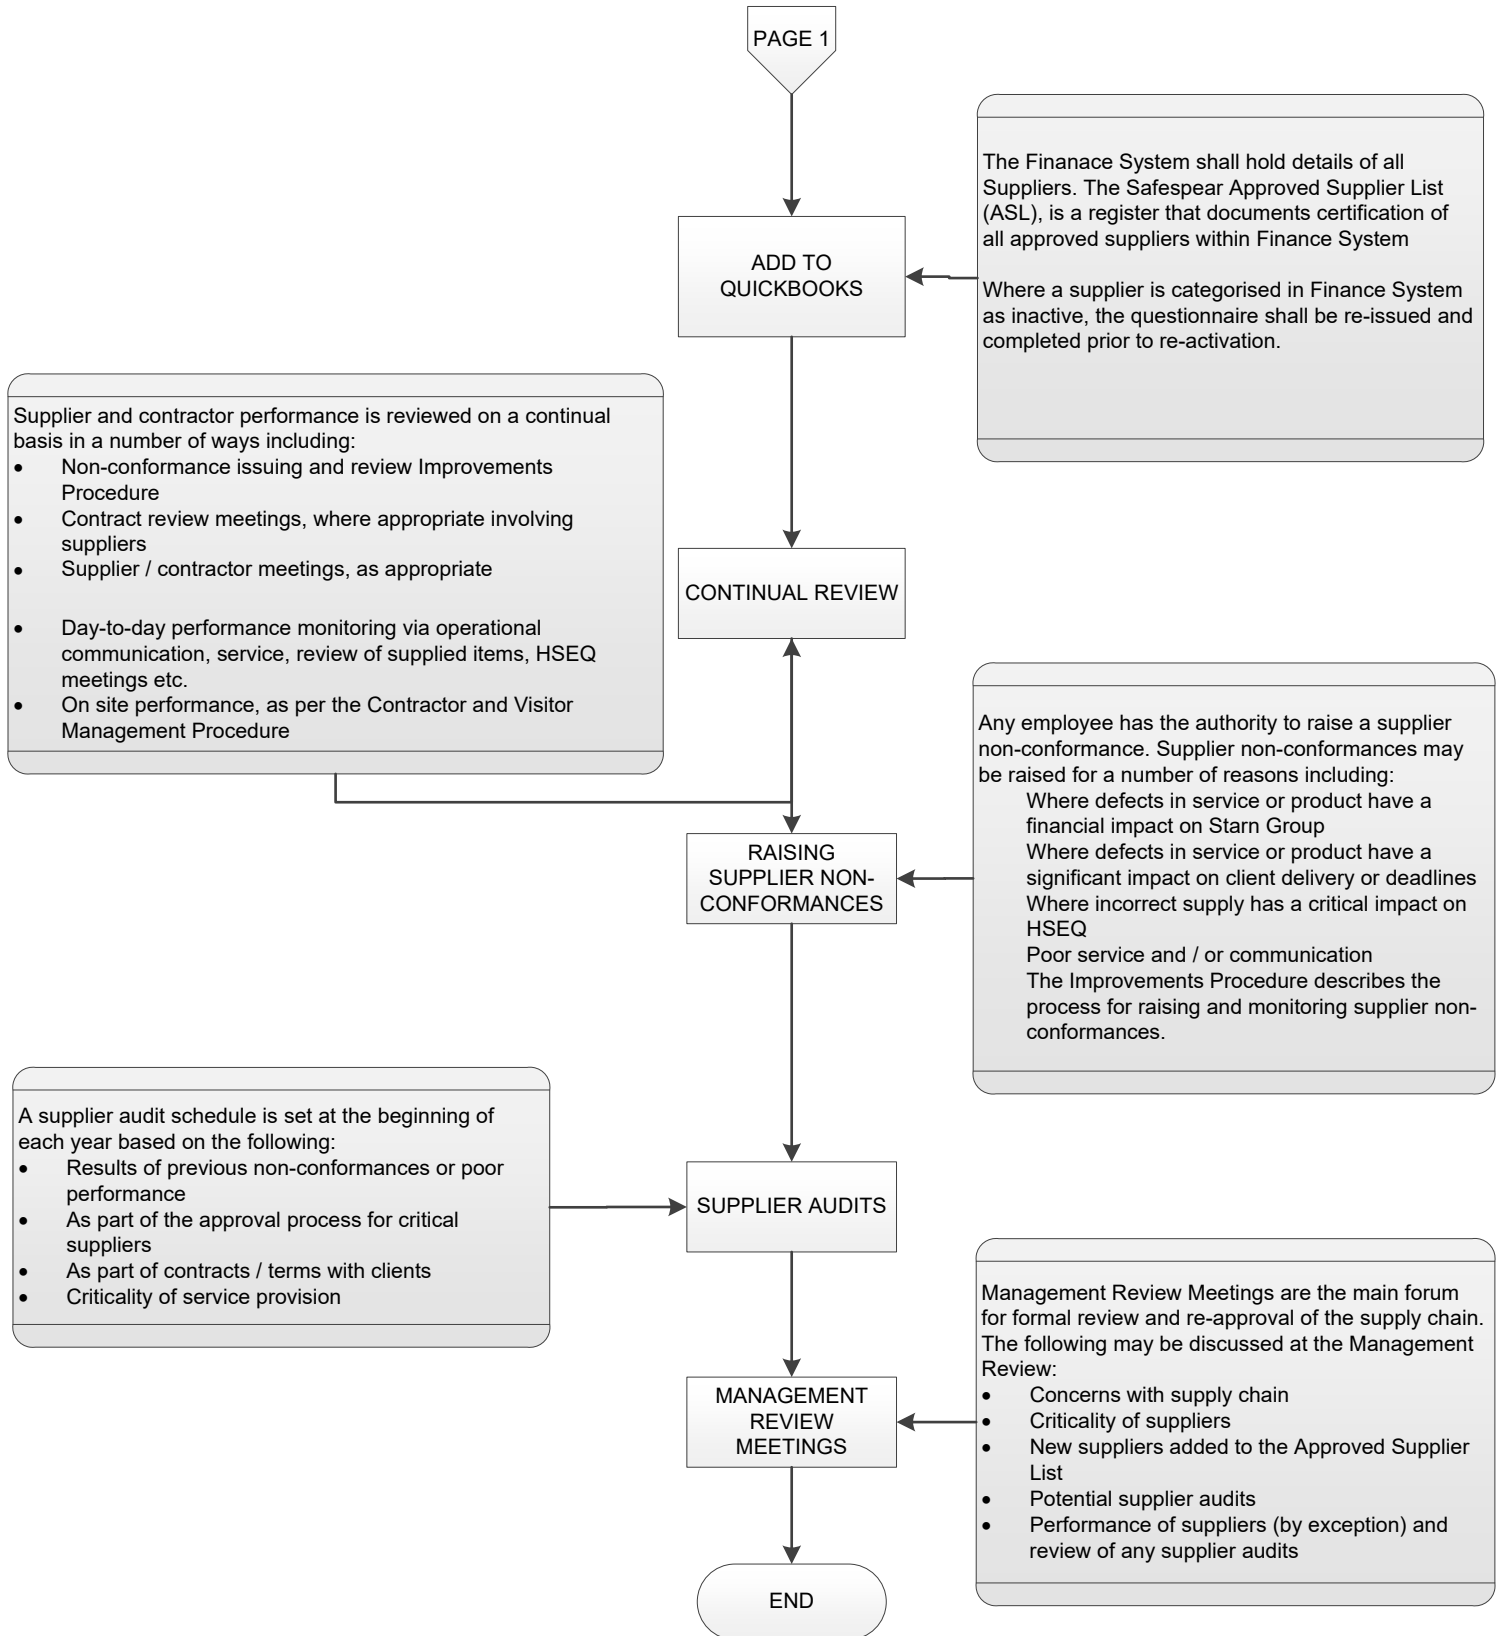 PAGE 1
The Finanace System shall hold details of all
Suppliers. The Safespear Approved Supplier List
(ASL), is a register that documents certification of
all approved suppliers within Finance System
Where a supplier is categorised in Finance System
as inactive, the questionnaire shall be re-issued and
completed prior to re-activation.
ADD TO
QUICKBOOKS
Supplier and contractor performance is reviewed on a continual
basis in a number of ways including:
• Non-conformance issuing and review Improvements
Procedure
• Contract review meetings, where appropriate involving
suppliers
• Supplier / contractor meetings, as appropriate
• Day-to-day performance monitoring via operational
communication, service, review of supplied items, HSEQ
meetings etc.
• On site performance, as per the Contractor and Visitor
Management Procedure
CONTINUAL REVIEW
Any employee has the authority to raise a supplier
non-conformance. Supplier non-conformances may
be raised for a number of reasons including:
Where defects in service or product have a
financial impact on Starn Group
Where defects in service or product have a
significant impact on client delivery or deadlines
Where incorrect supply has a critical impact on
HSEQ
Poor service and / or communication
The Improvements Procedure describes the
process for raising and monitoring supplier non-
conformances.
RAISING
SUPPLIER NON-
CONFORMANCES
A supplier audit schedule is set at the beginning of
each year based on the following:
• Results of previous non-conformances or poor
performance
• As part of the approval process for critical
suppliers
• As part of contracts / terms with clients
• Criticality of service provision
SUPPLIER AUDITS
Management Review Meetings are the main forum
for formal review and re-approval of the supply chain.
The following may be discussed at the Management
Review:
• Concerns with supply chain
• Criticality of suppliers
• New suppliers added to the Approved Supplier
List
• Potential supplier audits
• Performance of suppliers (by exception) and
review of any supplier audits
MANAGEMENT
REVIEW
MEETINGS
END